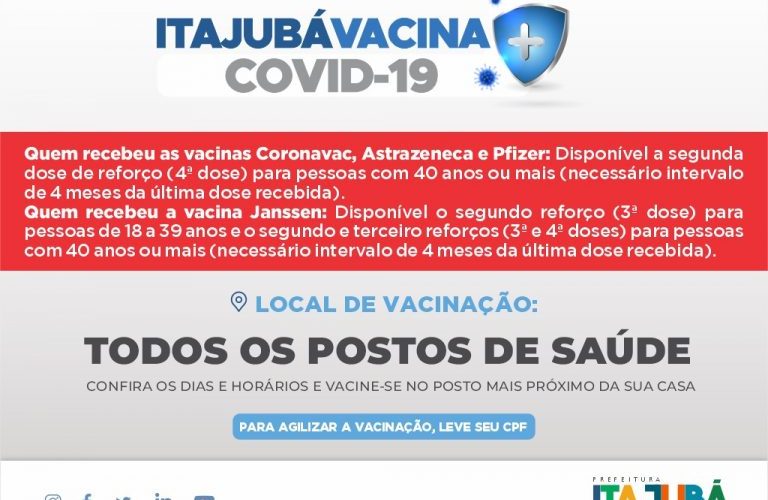 ITAJUBÁVACINA
COVID-19
Quem recebeu as vacinas Coronavac, Astrazeneca e Pfizer: Disponível a segunda
dose de reforço (4ª dose) para pessoas com 40 anos ou mais (necessário intervalo
de 4 meses da última dose recebida).
Quem recebeu a vacina Janssen: Disponível o segundo reforço (3ª dose) para
pessoas de 18 a 39 anos e o segundo e terceiro reforços (3ª e 4ª doses) para pessoas
com 40 anos ou mais (necessário intervalo de 4 meses da última dose recebida).
LOCAL DE VACINAÇÃO:
TODOS OS POSTOS DE SAÚDE
CONFIRA OS DIAS E HORÁRIOS E VACINE-SE NO POSTO MAIS PRÓXIMO DA SUA CASA
PARA AGILIZAR A VACINAÇÃO, LEVE SEU CPF
PREFEITURA
ITAJUBÁ